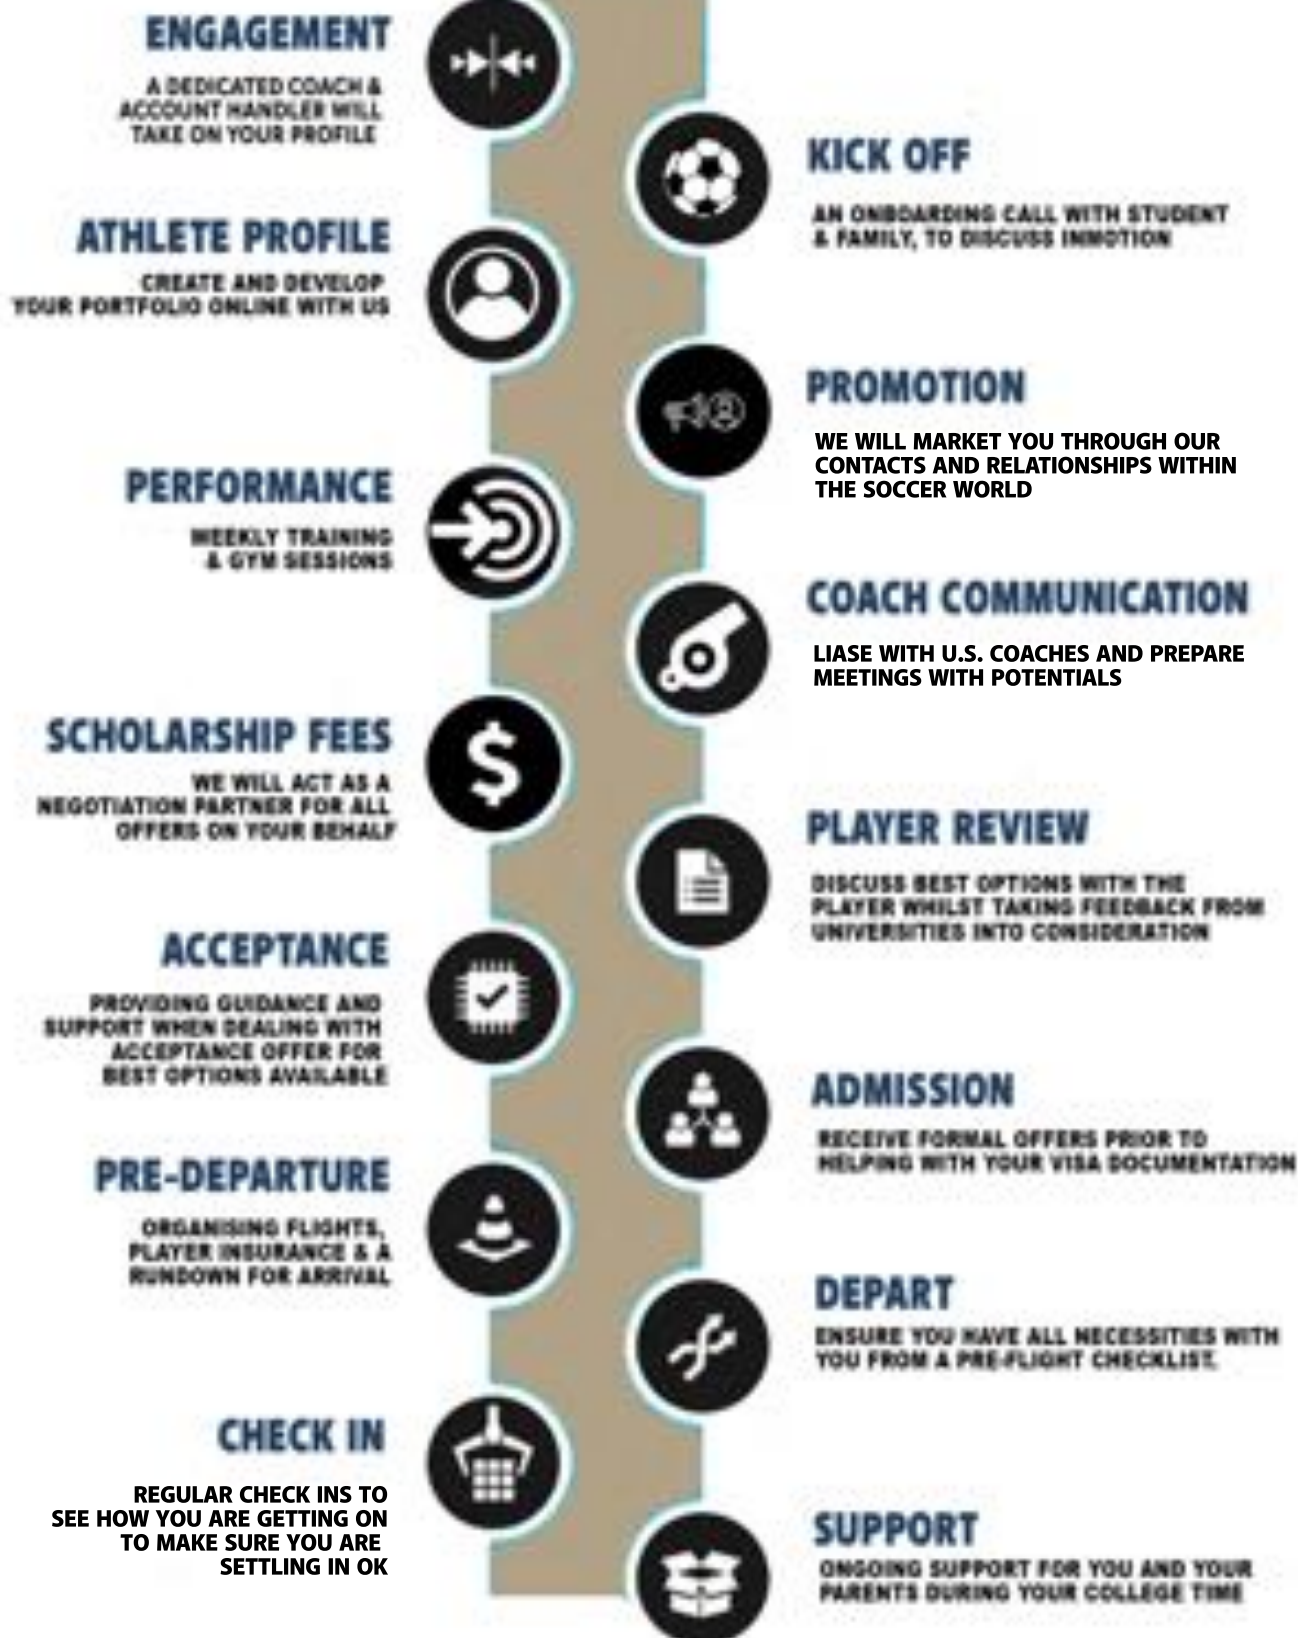 ENGAGEMENT
A DEDICATED COACH &
ACCOUNT HANDLER WILL
TAKE ON YOUR PROFILE
KICK OFF
AN ONBOARDING CALL WITH STUDENT
& FAMILY, TO DISCUSS INMOTION
ATHLETE PROFILE
CREATE AND DEVELOP
YOUR PORTFOLIO ONLINE WITH US
PROMOTION
WE WILL MARKET YOU THROUGH OUR
CONTACTS AND RELATIONSHIPS WITHIN
THE SOCCER WORLD
PERFORMANCE
WEEKLY TRAINING
& GYM SESSIONS
COACH COMMUNICATION
LIASE WITH U.S. COACHES AND PREPARE
MEETINGS WITH POTENTIALS
SCHOLARSHIP FEES
WE WILL ACT AS A
NEGOTIATION PARTNER FOR ALL
OFFERS ON YOUR BEHALF
PLAYER REVIEW
DISCUSS BEST OPTIONS WITH THE
PLAYER WHILST TAKING FEEDBACK FROM
UNIVERSITIES INTO CONSIDERATION
ACCEPTANCE
PROVIDING GUIDANCE AND
SUPPORT WHEN DEALING WITH
ACCEPTANCE OFFER FOR
BEST OPTIONS AVAILABLE
ADMISSION
RECEIVE FORMAL OFFERS PRIOR TO
HELPING WITH YOUR VISA DOCUMENTATION
PRE-DEPARTURE
ORGANISING FLIGHTS,
PLAYER INSURANCE & A
RUNDOWN FOR ARRIVAL
DEPART
ENSURE YOU HAVE ALL NECESSITIES WITH
YOU FROM A PRE-FLIGHT CHECKLIST.
CHECK IN
REGULAR CHECK INS TO
SEE HOW YOU ARE GETTING ON
TO MAKE SURE YOU ARE
SETTLING IN OK
SUPPORT
ONGOING SUPPORT FOR YOU AND YOUR
PARENTS DURING YOUR COLLEGE TIME